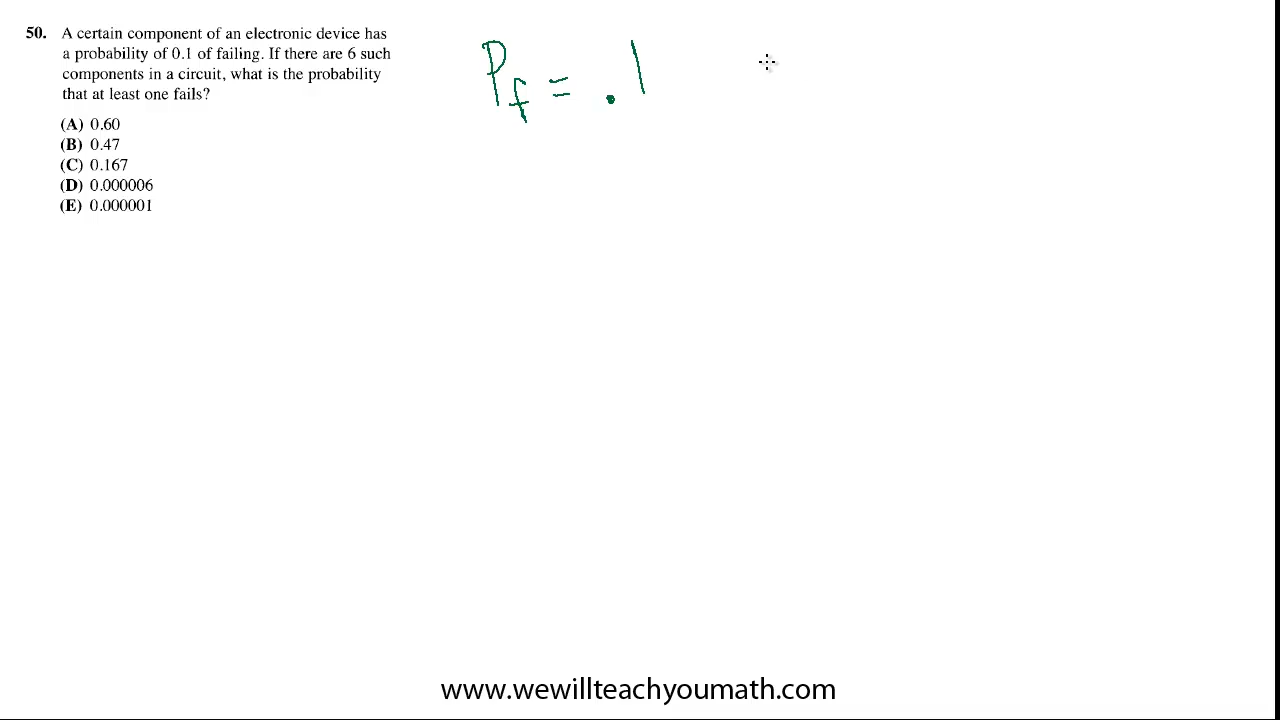 50. A certain component of an electronic device has
a probability of 0.1 of failing. If there are 6 such
components in a circuit, what is the probability
that at least one fails?
(A) 0.60
(B) 0.47
(C) 0.167
(D) 0.000006
(E) 0.000001
Pf = .1
www.wewillteachyoumath.com